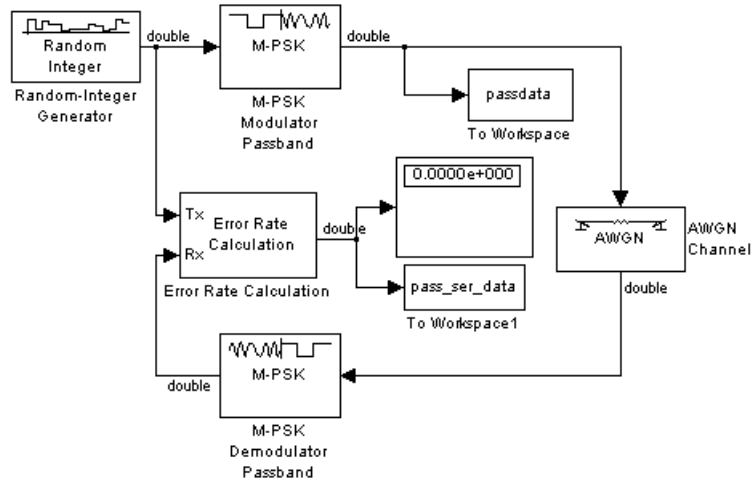 Random
Integer
Random-Integer
Generator
double
M-PSK
M-PSK
Modulator
Passband
double
passdata
To Workspace
Tx
Rx
Error Rate
Calculation
Error Rate Calculation
double
0.0000e+000
pass_ser_data
To Workspace1
AWGN
AWGN
Channel
double
double
M-PSK
M-PSK
Demodulator
Passband